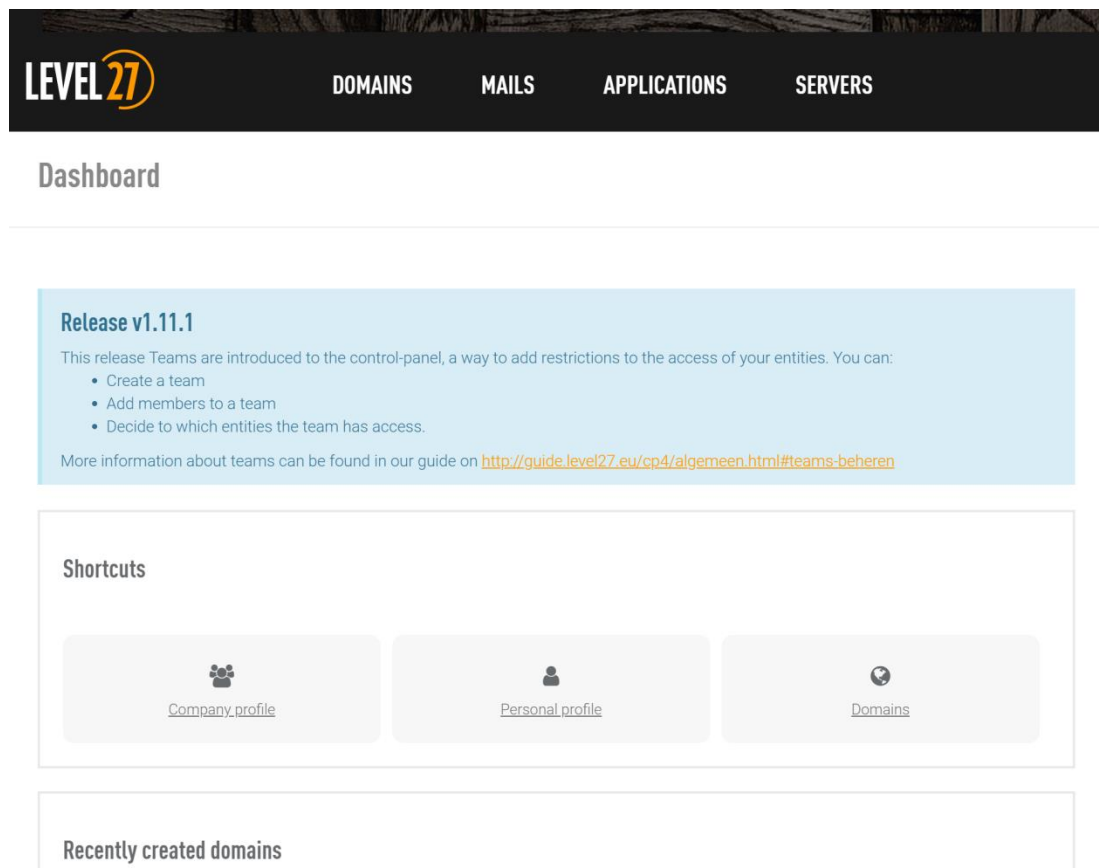 LEVEL 27
DOMAINS MAILS APPLICATIONS SERVERS
Dashboard
Release v1.11.1
This release Teams are introduced to the control-panel, a way to add restrictions to the access of your entities. You can:
• Create a team
• Add members to a team
• Decide to which entities the team has access.
More information about teams can be found in our guide on http://guide.level27.eu/cp4/algemeen.html#teams-beheren
Shortcuts
Company profile Personal profile Domains
Recently created domains